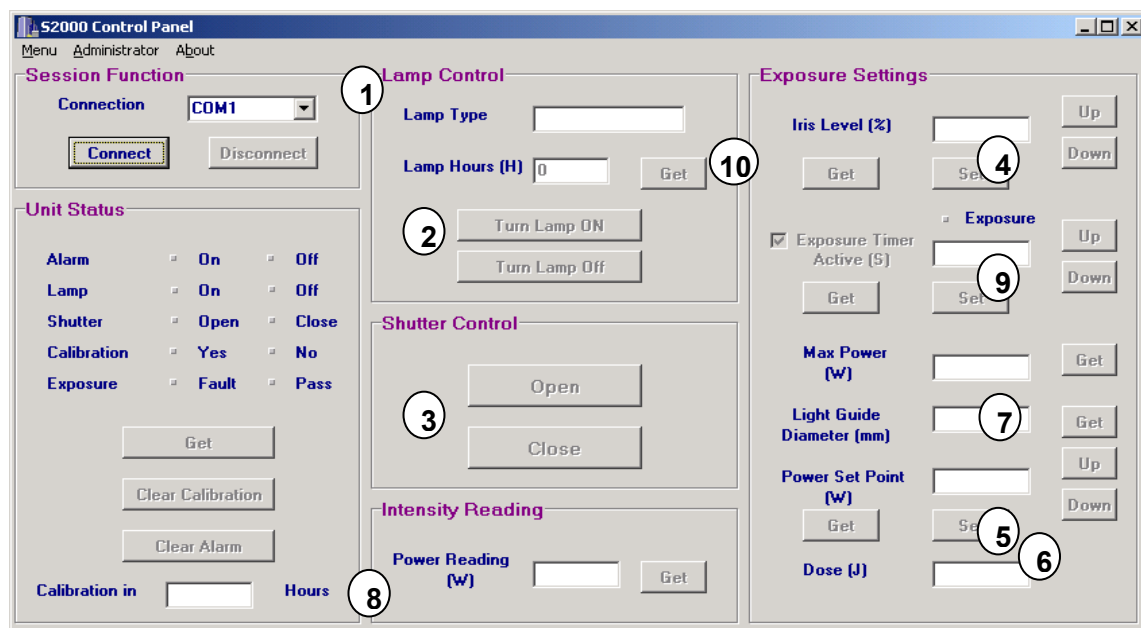 S2000 Control Panel
Menu Administrator About
Session Function
Connection COM1
Connect Disconnect
1
Unit Status
Alarm On Off
Lamp On Off
Shutter Open Close
Calibration Yes No
Exposure Fault Pass
Get
Clear Calibration
Clear Alarm
Calibration in Hours
8
Lamp Control
Lamp Type
Lamp Hours (H) 0 Get
10
2
Turn Lamp ON
Turn Lamp Off
Shutter Control
3
Open
Close
Intensity Reading
Power Reading
(W) Get
Exposure Settings
Up
Iris Level (%)
Down
Get 4
Exposure
Up
Exposure Timer
Active (S)
Down
Get 9
Max Power
(W) Get
Light Guide
Diameter (mm) 7 Get
Up
Power Set Point
(W)
Down
Get 5
6
Dose (J)